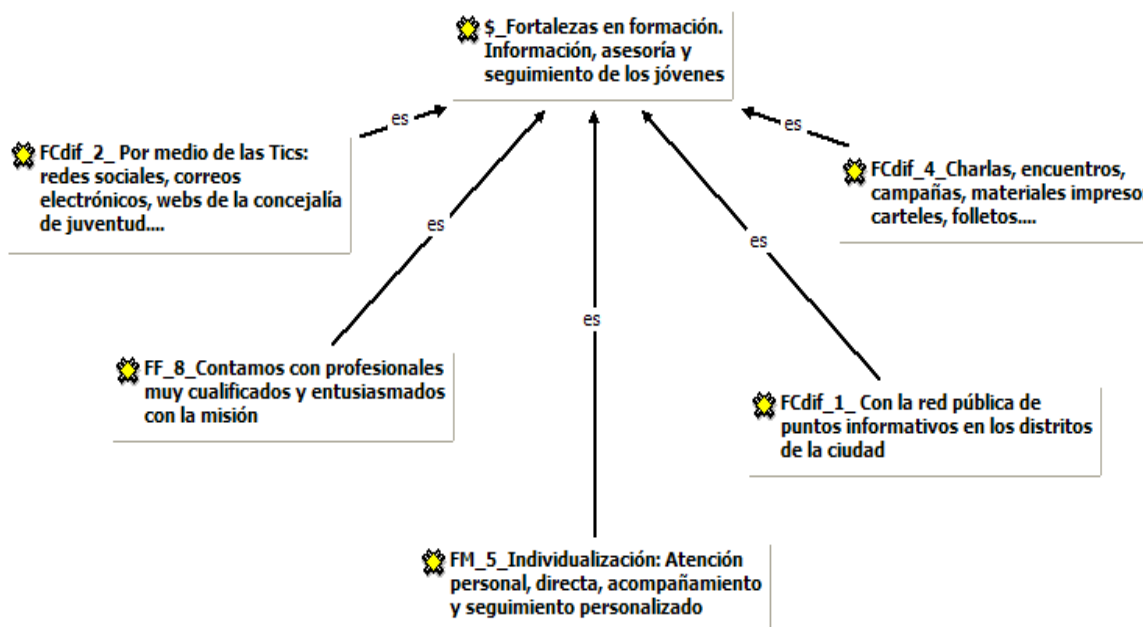 $_Fortalezas en formación.
Información, asesoría y
seguimiento de los jóvenes
es
es
FCdif_2_ Por medio de las Tics:
redes sociales, correos
electrónicos, webs de la concejalía
de juventud....
FCdif_4_Charlas, encuentros,
campañas, materiales impreso
carteles, folletos....
es
es
es
FF_8_Contamos con profesionales
muy cualificados y entusiasmados
con la misión
FCdif_1_ Con la red pública de
puntos informativos en los distritos
de la ciudad
FM_5_Individualización: Atención
personal, directa, acompañamiento
y seguimiento personalizado